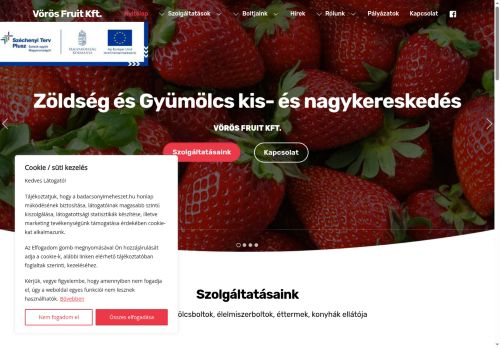 Vörös Fruit Kft.
Nyitólap
Szolgáltatások
Boltjaink
Hírek
Rólunk
Pályázatok
Kapcsolat
Széchenyi Terv Plusz
MAGYARORSZÁG KORMÁNYA
Zöldség és Gyümölcs kis- és nagykereskedés
VÖRÖS FRUIT KFT.
Szolgáltatásaink
Kapcsolat
Cookie / süti kezelés
Kedves Látogató!
Tájékoztatjuk, hogy a badacsonyimeheszet.hu honlap
működésének biztosítása, látogatóinak magasabb szintű
kiszolgálása, látogatottsági statisztikák készítése, illetve
marketing tevékenységünk támogatása érdekében cookie-
kat alkalmazunk.
Az Elfogadom gomb megnyomásával Ön hozzájárulását
adja a cookie-k, alábbi linken elérhető tájékoztatóban
foglaltak szerinti, kezeléséhez.
Kérjük, vegye figyelembe, hogy amennyiben nem fogadja
el, úgy a weboldal egyes funkciói nem lesznek
használhatók. Bővebben
Nem fogadom el
Összes elfogadása
Szolgáltatásaink
ölcsboltok, élelmiszerboltok, éttermek, konyhák ellátója